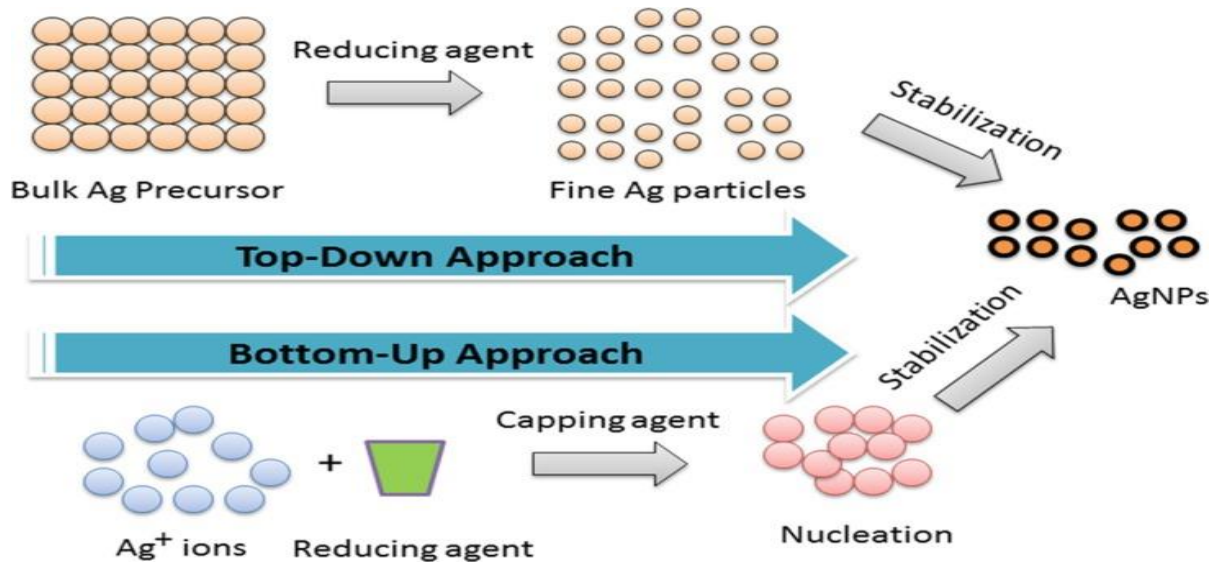 Reducing agent
Stabilization
Bulk Ag Precursor
Fine Ag particles
Top-Down Approach
AgNPs
Bottom-Up Approach
Stabilization
Capping agent
+
Nucleation
Ag⁺ ions
Reducing agent